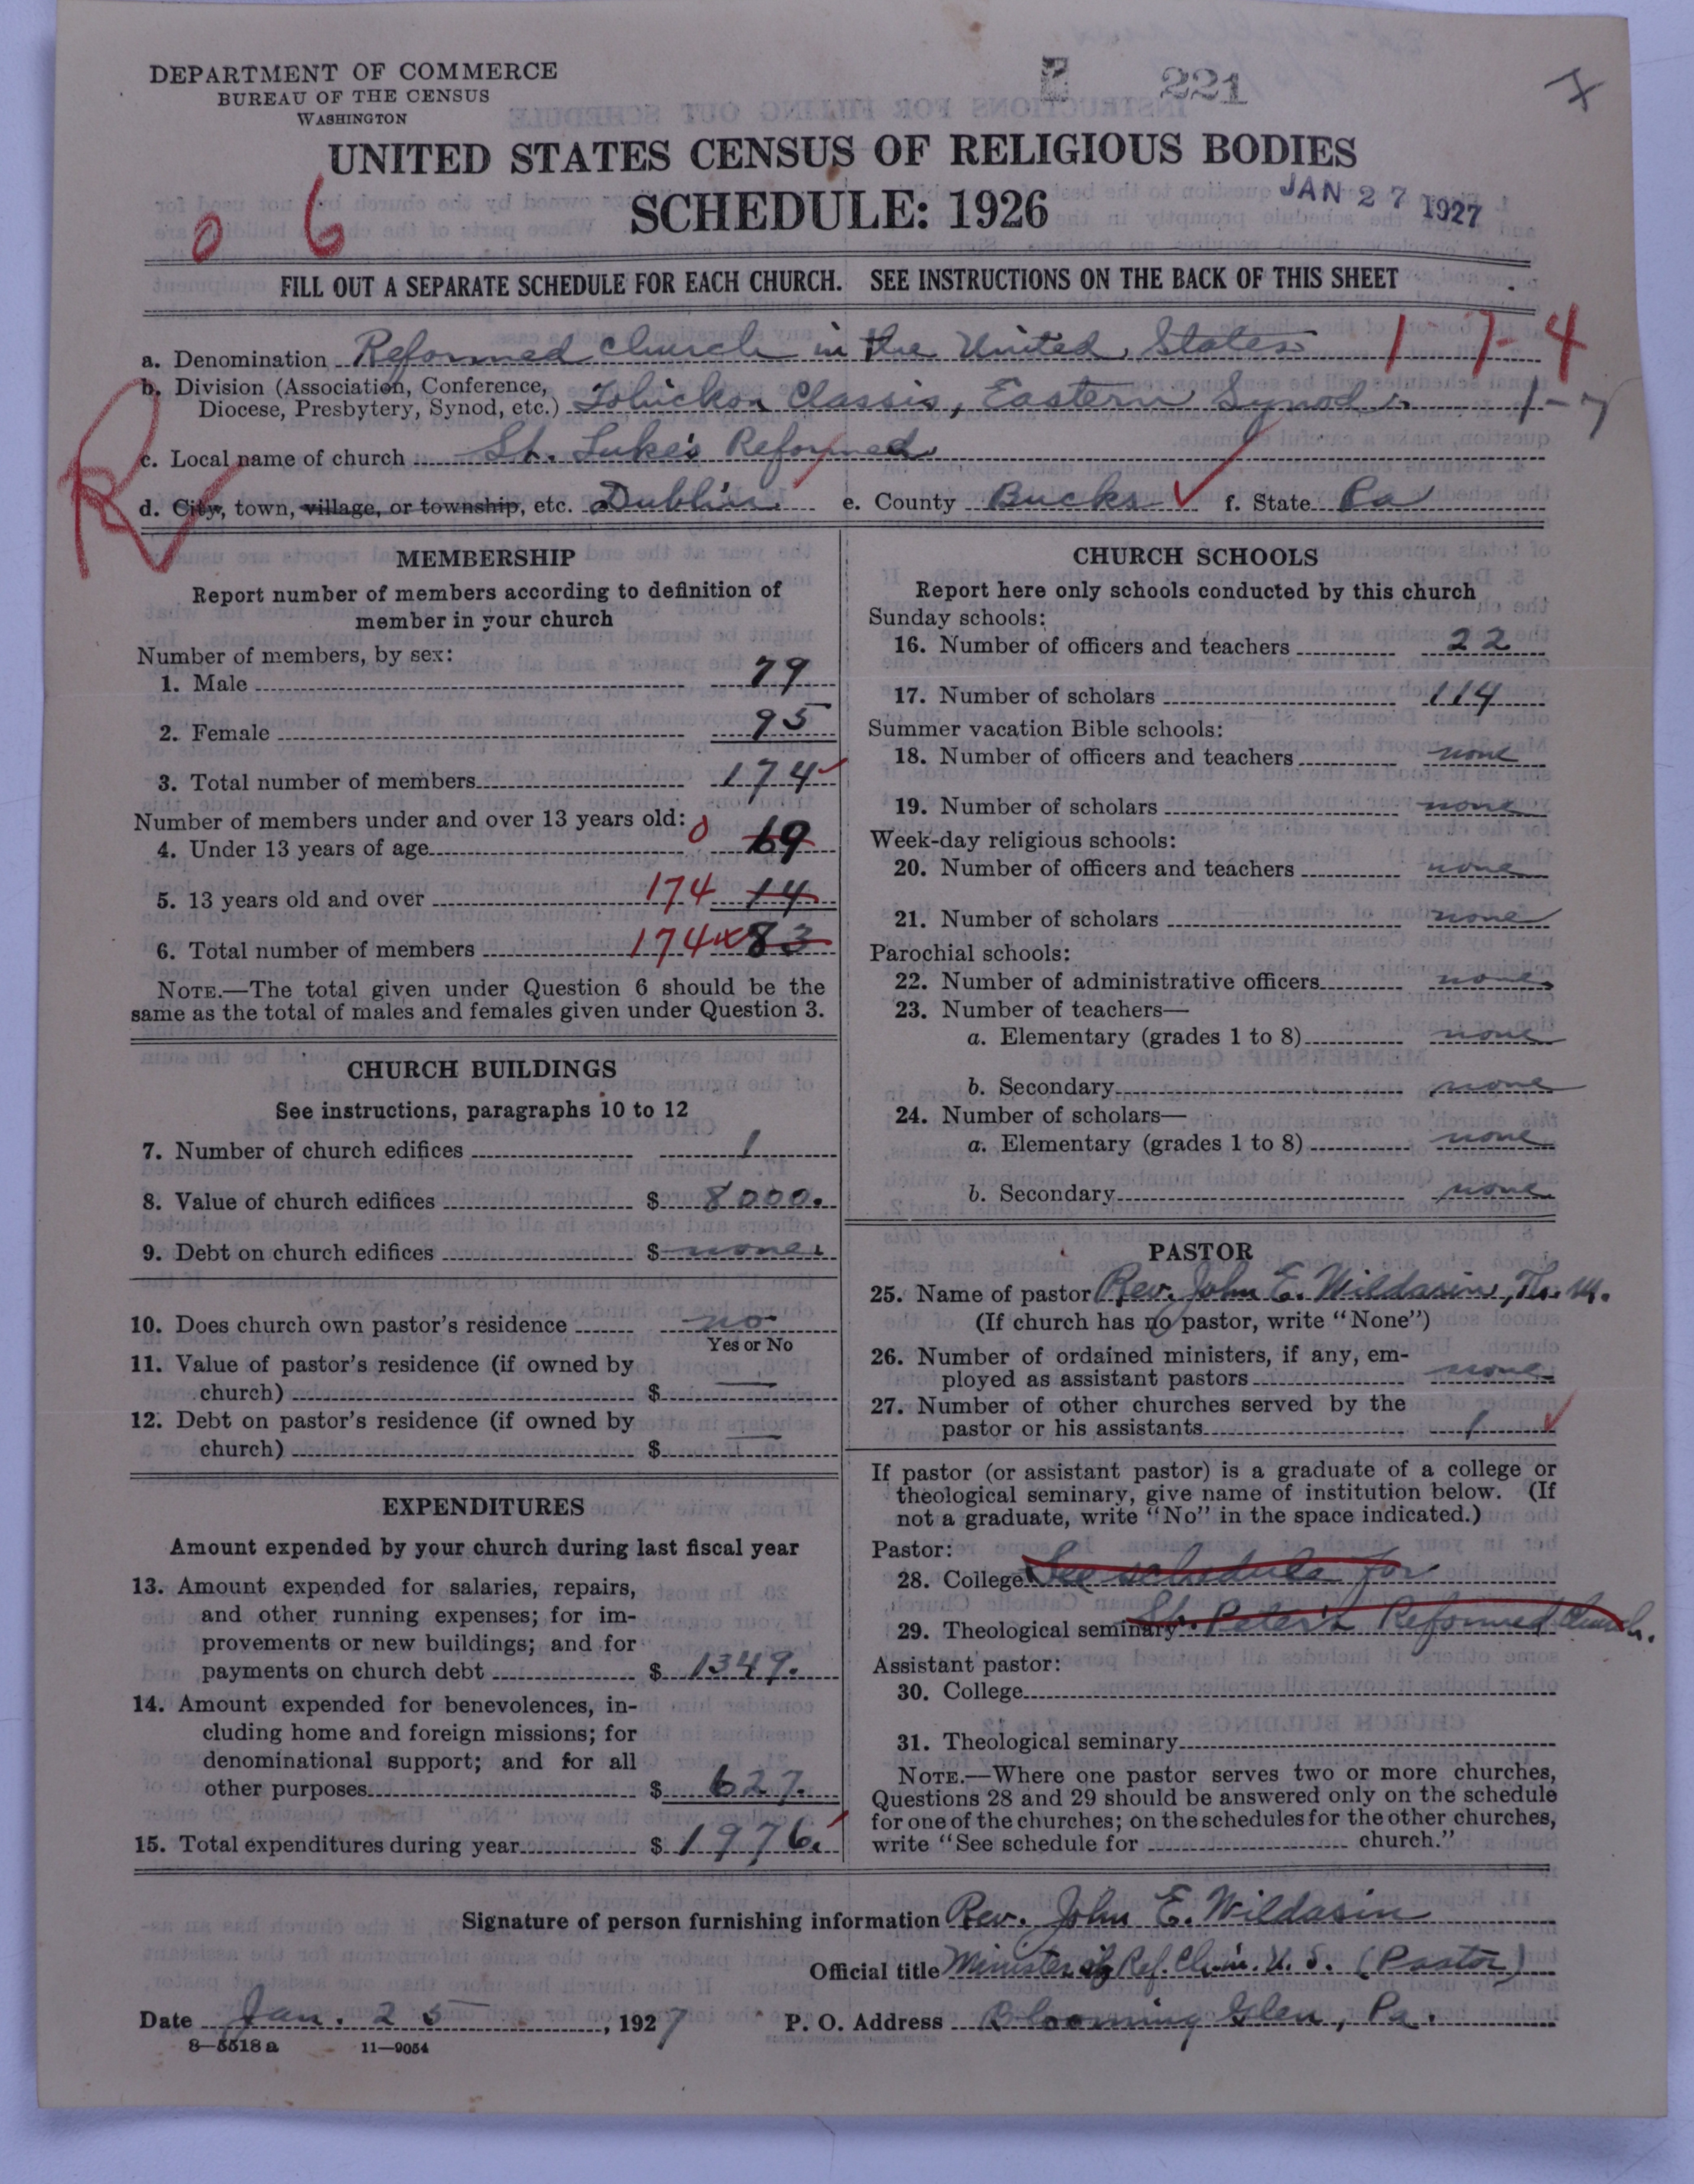 DEPARTMENT OF COMMERCE
BUREAU OF THE CENSUS
WASHINGTON
221
UNITED STATES CENSUS OF RELIGIOUS BODIES
SCHEDULE: 1926
JAN 27 1927
0 6
FILL OUT A SEPARATE SCHEDULE FOR EACH CHURCH. SEE INSTRUCTIONS ON THE BACK OF THIS SHEET
a. Denomination Reformed Church in the United States 1-7-4
b. Division (Association, Conference,
Diocese, Presbytery, Synod, etc.) Tohickon Classis, Eastern Synod. 1-7
c. Local name of church St. Luke's Reformed
d. City, town, village, or township, etc. Dublin e. County Bucks f. State Pa
MEMBERSHIP
Report number of members according to definition of
member in your church
Number of members, by sex:
1. Male 79
2. Female 95
3. Total number of members 174
Number of members under and over 13 years old:
4. Under 13 years of age 0 69
5. 13 years old and over 174 14
6. Total number of members 174 83
NOTE.—The total given under Question 6 should be the
same as the total of males and females given under Question 3.
CHURCH BUILDINGS
See instructions, paragraphs 10 to 12
7. Number of church edifices 1
8. Value of church edifices $ 8000.
9. Debt on church edifices $ none
10. Does church own pastor's residence no
Yes or No
11. Value of pastor's residence (if owned by
church) $ —
12. Debt on pastor's residence (if owned by
church) $ —
EXPENDITURES
Amount expended by your church during last fiscal year
13. Amount expended for salaries, repairs,
and other running expenses; for im-
provements or new buildings; and for
payments on church debt $ 1349.
14. Amount expended for benevolences, in-
cluding home and foreign missions; for
denominational support; and for all
other purposes $ 627.
15. Total expenditures during year $ 1976.
CHURCH SCHOOLS
Report here only schools conducted by this church
Sunday schools:
16. Number of officers and teachers 22
17. Number of scholars 114
Summer vacation Bible schools:
18. Number of officers and teachers none
19. Number of scholars none
Week-day religious schools:
20. Number of officers and teachers none
21. Number of scholars none
Parochial schools:
22. Number of administrative officers none
23. Number of teachers—
a. Elementary (grades 1 to 8) none
b. Secondary none
24. Number of scholars—
a. Elementary (grades 1 to 8) none
b. Secondary none
PASTOR
25. Name of pastor Rev. John E. Wildasin, Th. M.
(If church has no pastor, write "None")
26. Number of ordained ministers, if any, em-
ployed as assistant pastors none
27. Number of other churches served by the
pastor or his assistants 1
If pastor (or assistant pastor) is a graduate of a college or
theological seminary, give name of institution below. (If
not a graduate, write "No" in the space indicated.)
Pastor:
28. College See schedule for
29. Theological seminary St. Peter's Reformed Church.
Assistant pastor:
30. College
31. Theological seminary
NOTE.—Where one pastor serves two or more churches,
Questions 28 and 29 should be answered only on the schedule
for one of the churches; on the schedules for the other churches,
write "See schedule for church."
Signature of person furnishing information Rev. John E. Wildasin
Official title Minister of Ref. Ch. in. U. S. (Pastor)
Date Jan. 25, 1927 P. O. Address Blooming Glen, Pa.
8—5518 a 11—9054